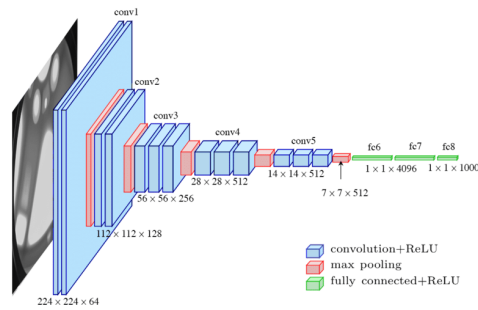 conv1
conv2
conv3
conv4
conv5
fc6
fc7
fc8
1 × 1 × 4096
1 × 1 × 1000
14 × 14 × 512
28 × 28 × 512
7 × 7 × 512
56 × 56 × 256
112 × 112 × 128
224 × 224 × 64
convolution+ReLU
max pooling
fully connected+ReLU